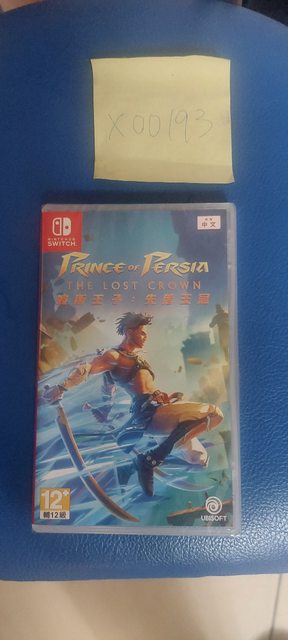 x00193
NINTENDO
SWITCH
中文
PRINCE OF PERSIA
THE LOST CROWN
波斯王子：失落王冠
12+
輔12級
UBISOFT